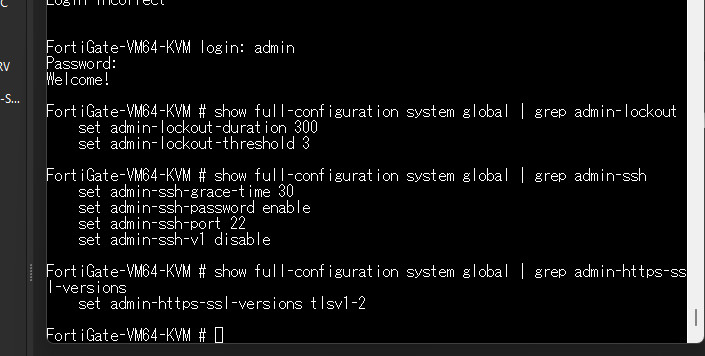 C
RV
-S...
Login incorrect
FortiGate-VM64-KVM login: admin
Password:
Welcome!
FortiGate-VM64-KVM # show full-configuration system global | grep admin-lockout
set admin-lockout-duration 300
set admin-lockout-threshold 3
FortiGate-VM64-KVM # show full-configuration system global | grep admin-ssh
set admin-ssh-grace-time 30
set admin-ssh-password enable
set admin-ssh-port 22
set admin-ssh-v1 disable
FortiGate-VM64-KVM # show full-configuration system global | grep admin-https-ss
l-versions
set admin-https-ssl-versions tlsv1-2
FortiGate-VM64-KVM #